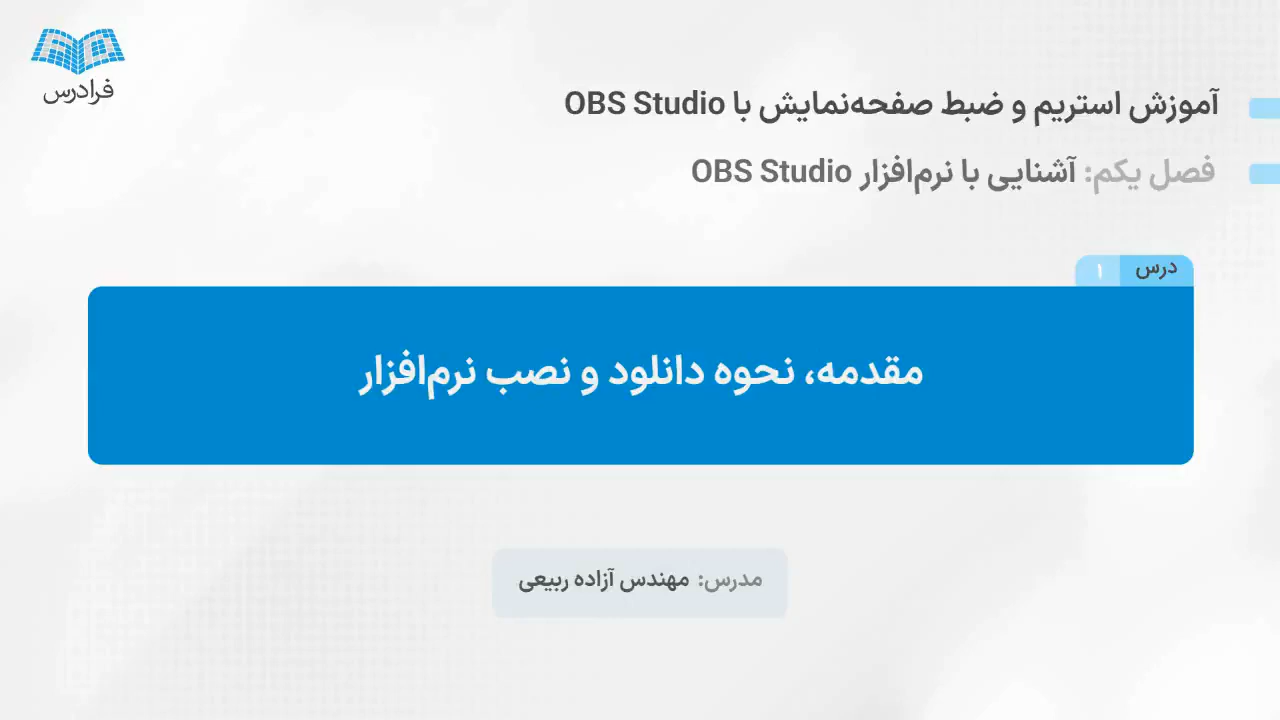 فرادرس
آموزش استریم و ضبط صفحه‌نمایش با OBS Studio
فصل یکم: آشنایی با نرم‌افزار OBS Studio
درس ۱
مقدمه، نحوه دانلود و نصب نرم‌افزار
مدرس: مهندس آزاده ربیعی